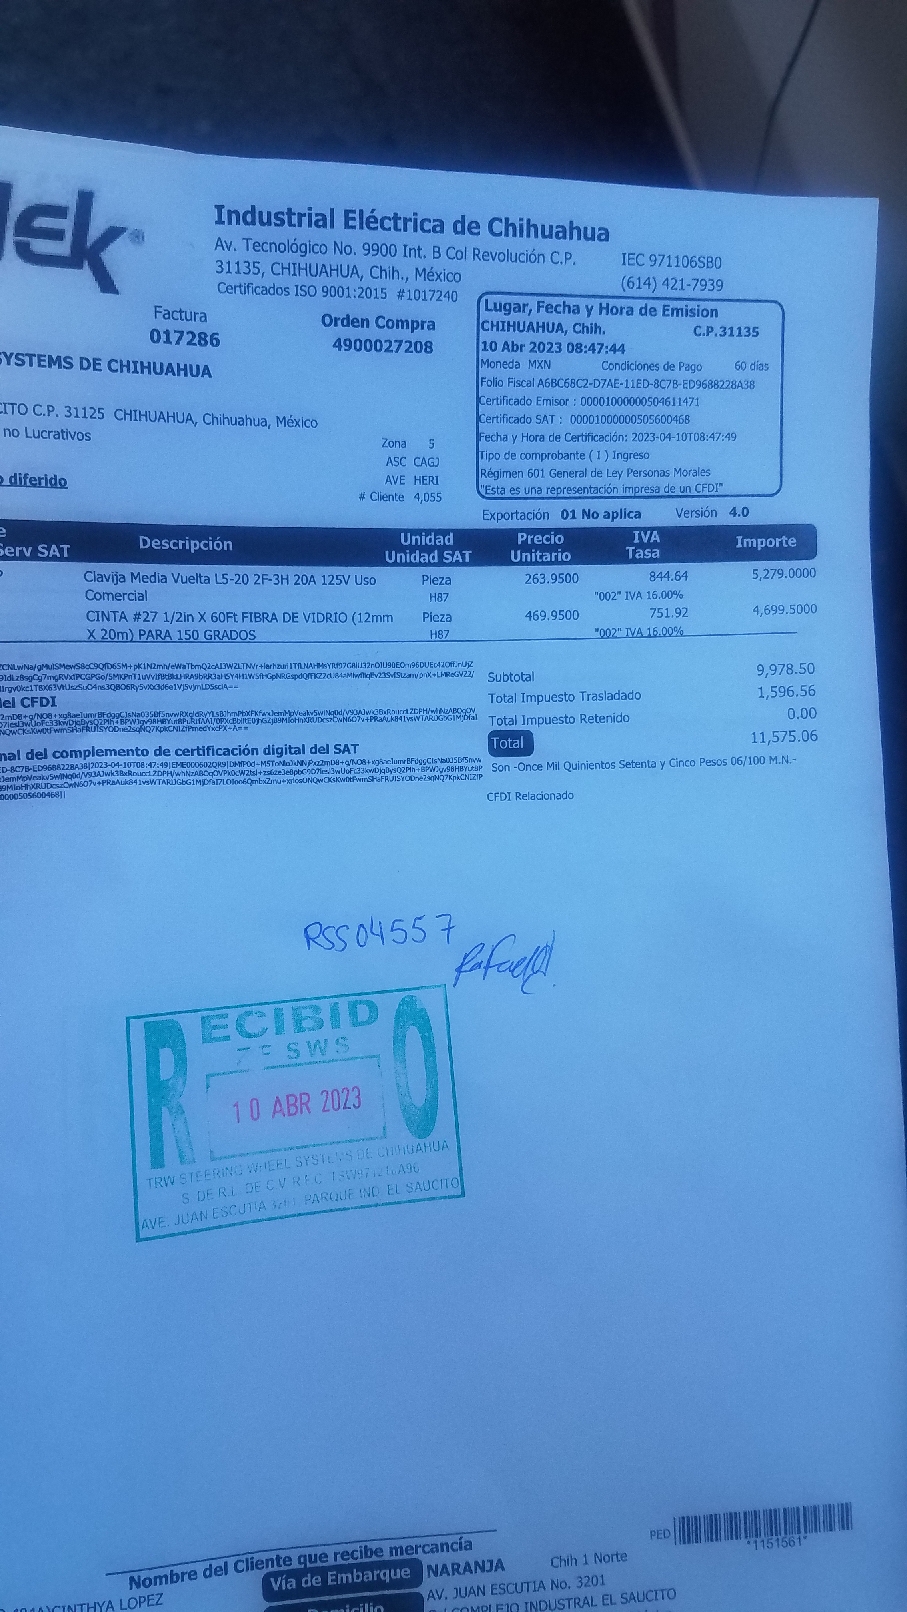 Industrial Eléctrica de Chihuahua
Av. Tecnológico No. 9900 Int. B Col Revolución C.P.
31135, CHIHUAHUA, Chih., México
Certificados ISO 9001:2015 #1017240
IEC 971106SB0
(614) 421-7939
Factura
017286
Orden Compra
4900027208
Lugar, Fecha y Hora de Emision
CHIHUAHUA, Chih. C.P.31135
10 Abr 2023 08:47:44
Moneda MXN Condiciones de Pago 60 días
Folio Fiscal A6BC68C2-D7AE-11ED-8C7B-ED9688228A38
Certificado Emisor : 00001000000504611471
Certificado SAT : 00001000000505600468
Fecha y Hora de Certificación: 2023-04-10T08:47:49
Tipo de comprobante ( I ) Ingreso
Régimen 601 General de Ley Personas Morales
"Esta es una representación impresa de un CFDI"
SYSTEMS DE CHIHUAHUA
CITO C.P. 31125 CHIHUAHUA, Chihuahua, México
no Lucrativos
diferido
Zona 5
ASC CAGJ
AVE HERI
# Cliente 4,055
Exportación 01 No aplica Versión 4.0
Serv SAT Descripción Unidad Unidad SAT Precio Unitario IVA Tasa Importe
Clavija Media Vuelta L5-20 2F-3H 20A 125V Uso Pieza 263.9500 844.64 5,279.0000
Comercial H87 "002" IVA 16.00%
CINTA #27 1/2in X 60Ft FIBRA DE VIDRIO (12mm Pieza 469.9500 751.92 4,699.5000
X 20m) PARA 150 GRADOS H87 "002" IVA 16.00%
Subtotal 9,978.50
Total Impuesto Trasladado 1,596.56
Total Impuesto Retenido 0.00
Total 11,575.06
Son -Once Mil Quinientos Setenta y Cinco Pesos 06/100 M.N.-
CFDI Relacionado
del CFDI
nal del complemento de certificación digital del SAT
RSS04557
Rafael
RECIBIDO
ZF SWS
10 ABR 2023
TRW STEERING WHEEL SYSTEMS DE CHIHUAHUA
S. DE R.L. DE C.V. R.F.C.
AVE. JUAN ESCUTIA PARQUE IND. EL SAUCITO
PED
*1151561*
Nombre del Cliente que recibe mercancía
Vía de Embarque NARANJA Chih 1 Norte
CINTHYA LOPEZ
AV. JUAN ESCUTIA No. 3201
COMPLEJO INDUSTRAL EL SAUCITO